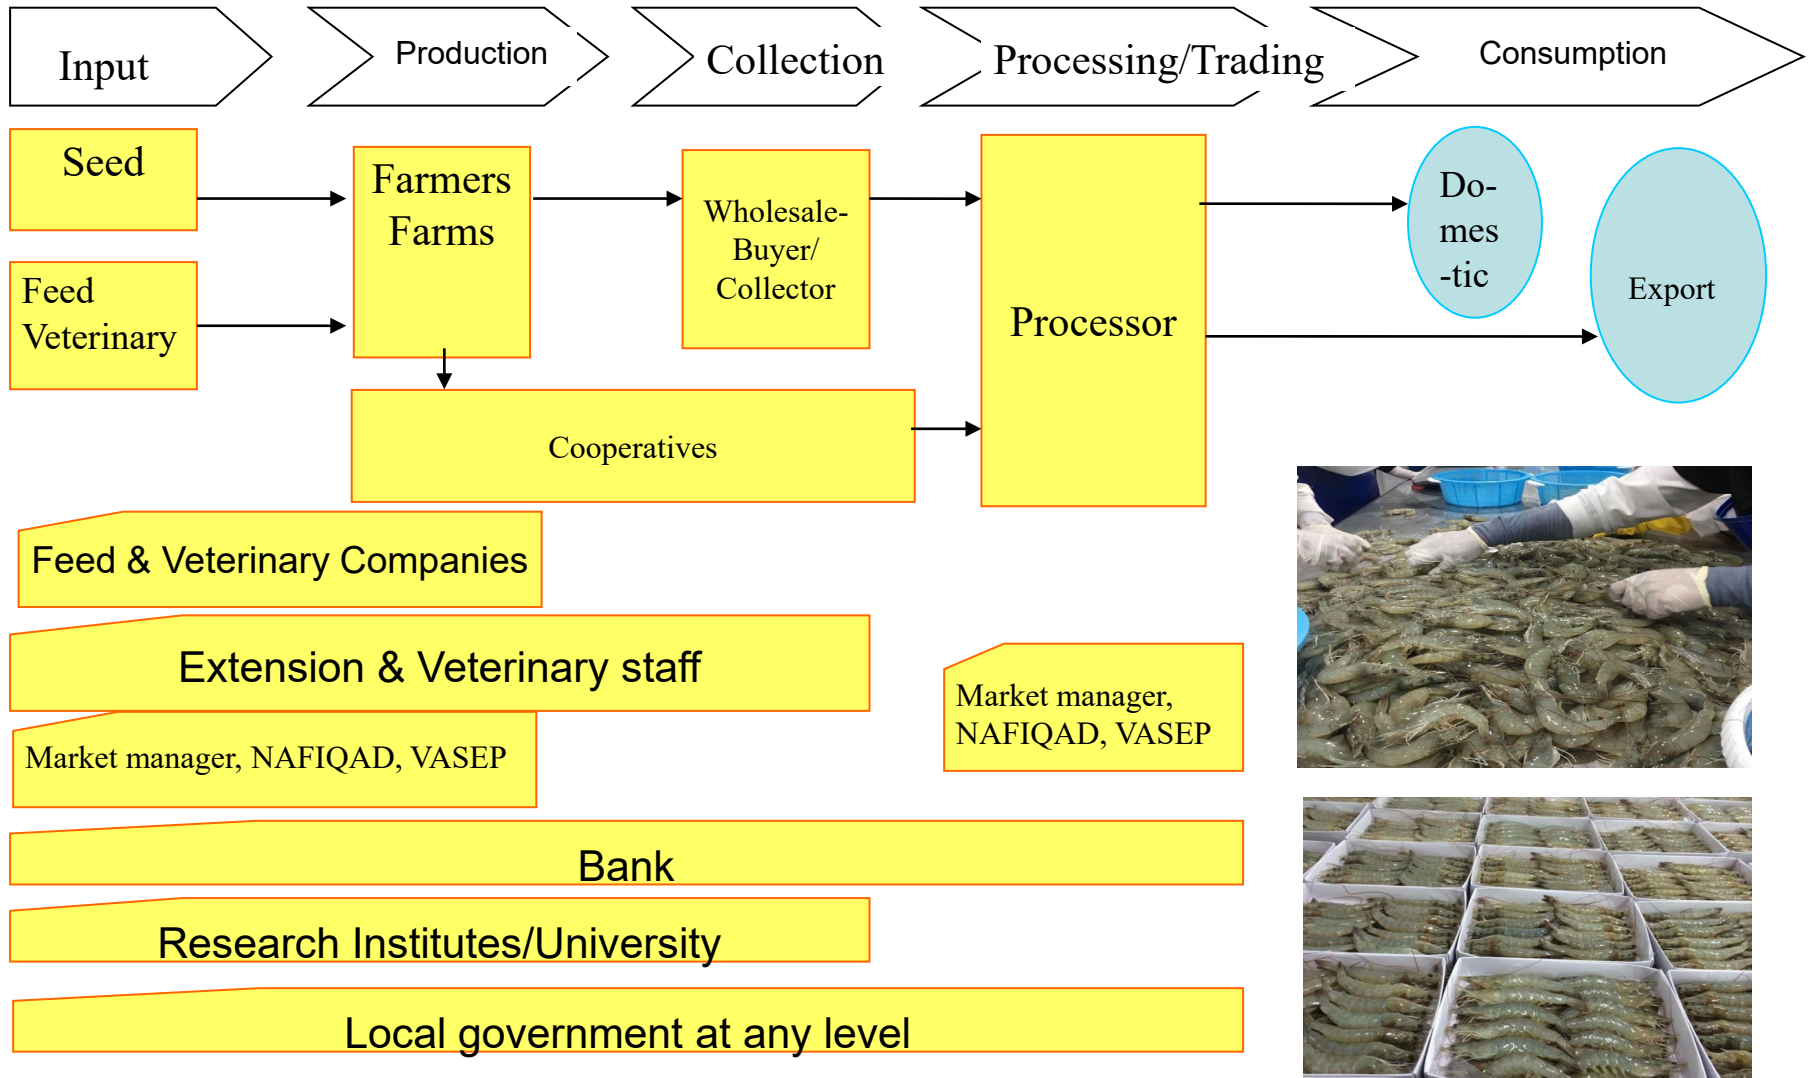 Input
Production
Collection
Processing/Trading
Consumption
Seed
Farmers
Farms
Wholesale-
Buyer/
Collector
Processor
Do-
mes
-tic
Export
Feed
Veterinary
Cooperatives
Feed & Veterinary Companies
Extension & Veterinary staff
Market manager,
NAFIQAD, VASEP
Market manager, NAFIQAD, VASEP
Bank
Research Institutes/University
Local government at any level